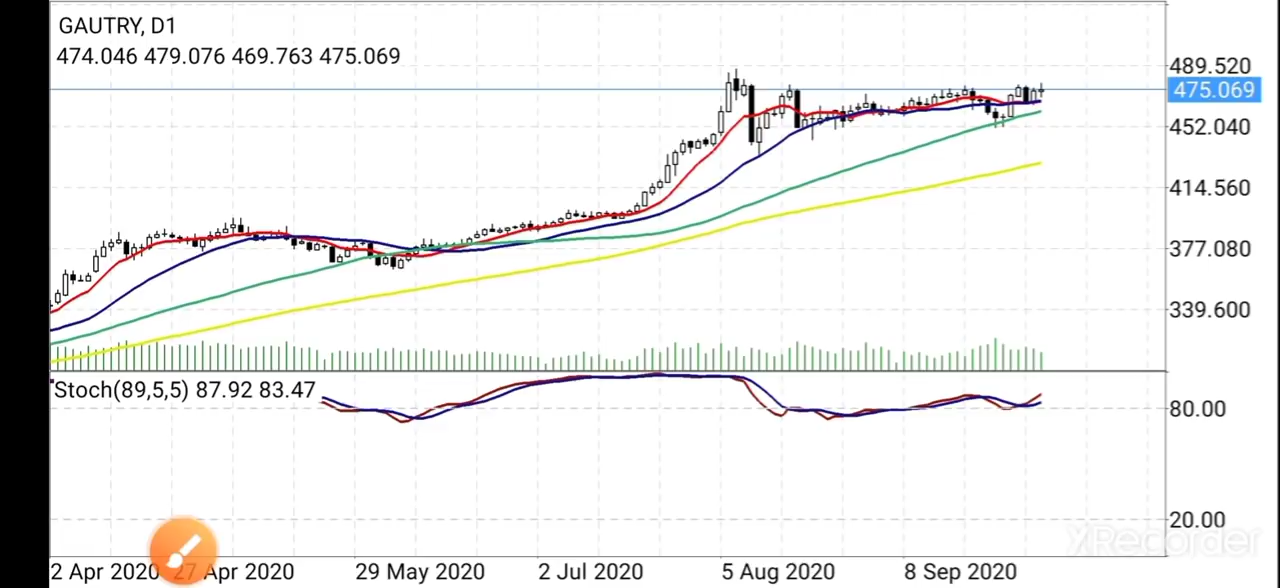 GAUTRY, D1
474.046 479.076 469.763 475.069
489.520
475.069
452.040
414.560
377.080
339.600
Stoch(89,5,5) 87.92 83.47
80.00
20.00
XRecorder
2 Apr 2020 27 Apr 2020 29 May 2020 2 Jul 2020 5 Aug 2020 8 Sep 2020